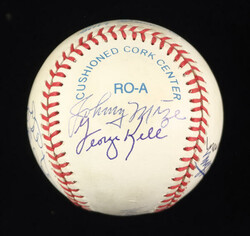 CUSHIONED CORK CENTER
RO-A
Johnny Mize
George Kell